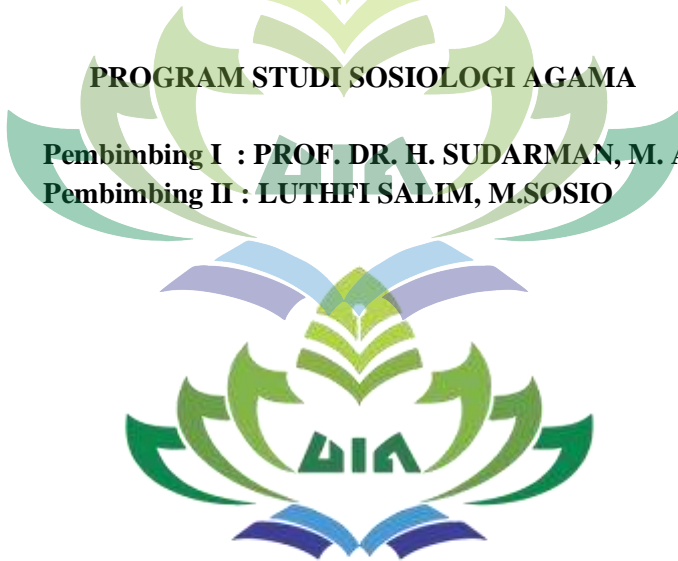 PROGRAM STUDI SOSIOLOGI AGAMA
Pembimbing I : PROF. DR. H. SUDARMAN, M. A
Pembimbing II : LUTHFI SALIM, M.SOSIO
UIN